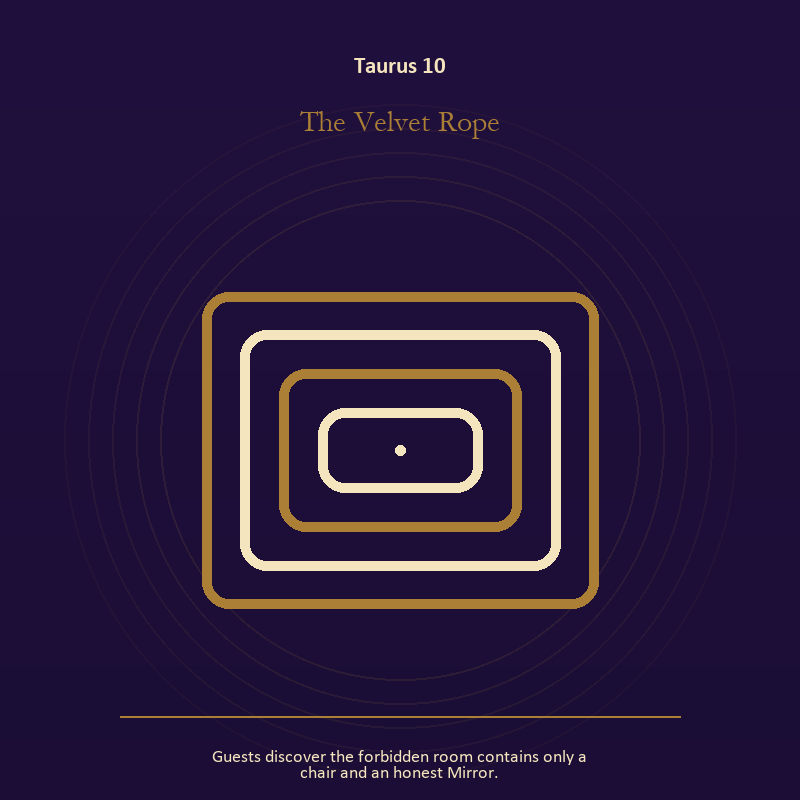 Taurus 10
The Velvet Rope
Guests discover the forbidden room contains only a
chair and an honest Mirror.